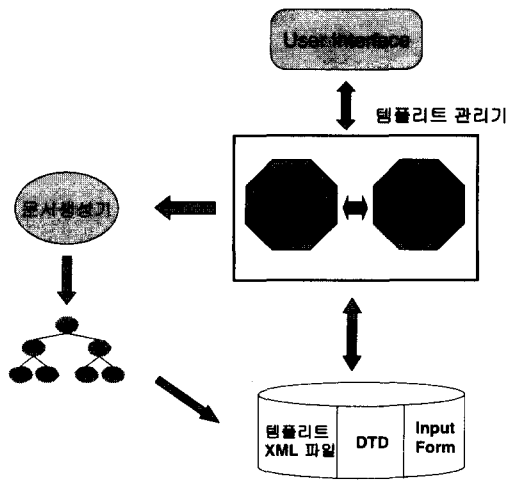 User Interface
템플리트 관리기
문서생성기
템플리트
XML 파일
DTD
Input
Form